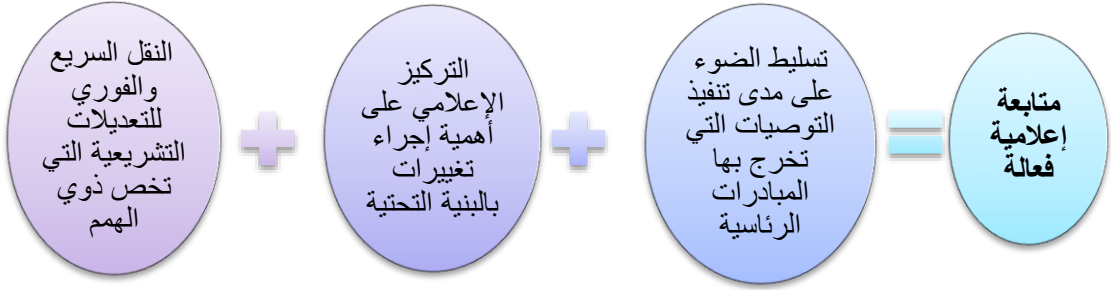 النقل السريع
والفوري
للتعديلات
التشريعية التي
تخص ذوي
الهمم
+
التركيز
الإعلامي على
أهمية إجراء
تغييرات
بالبنية التحتية
+
تسليط الضوء
على مدى تنفيذ
التوصيات التي
تخرج بها
المبادرات
الرئاسية
=
متابعة
إعلامية
فعالة